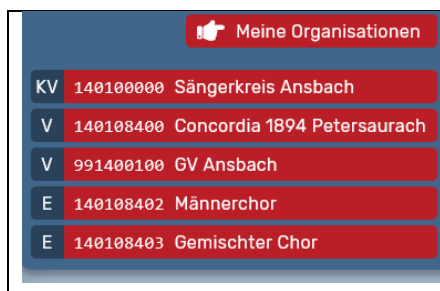 Meine Organisationen
KV 140100000 Sängerkreis Ansbach
V 140108400 Concordia 1894 Petersaurach
V 991400100 GV Ansbach
E 140108402 Männerchor
E 140108403 Gemischter Chor